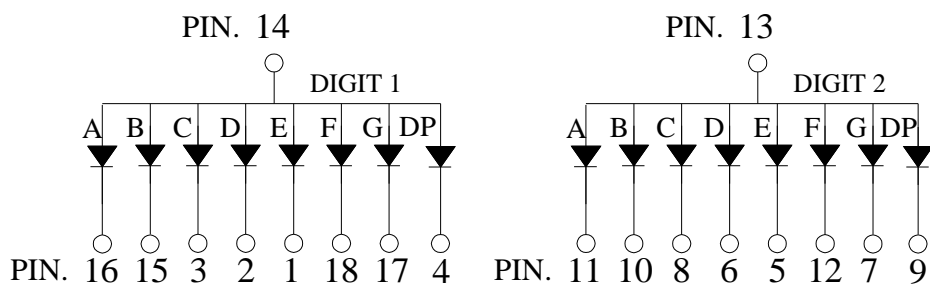 PIN. 14 PIN. 13
DIGIT 1 DIGIT 2
A B C D E F G DP A B C D E F G DP
PIN. 16 15 3 2 1 18 17 4 PIN. 11 10 8 6 5 12 7 9